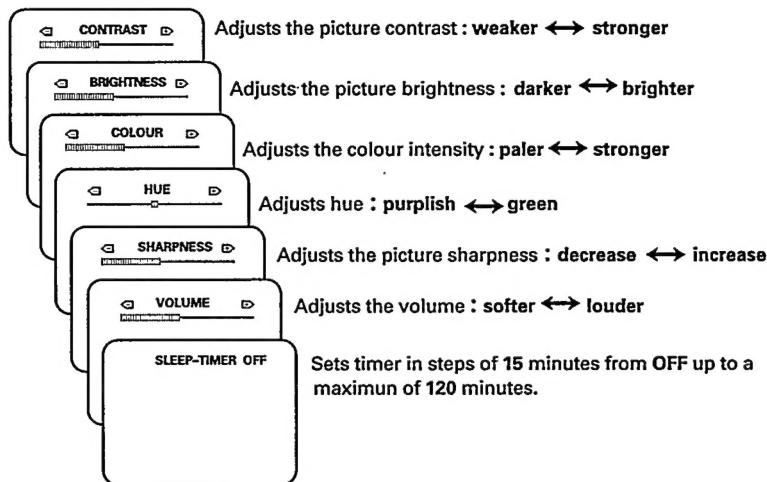 CONTRAST
Adjusts the picture contrast : weaker ↔ stronger
BRIGHTNESS
Adjusts the picture brightness : darker ↔ brighter
COLOUR
Adjusts the colour intensity : paler ↔ stronger
HUE
Adjusts hue : purplish ↔ green
SHARPNESS
Adjusts the picture sharpness : decrease ↔ increase
VOLUME
Adjusts the volume : softer ↔ louder
SLEEP-TIMER OFF
Sets timer in steps of 15 minutes from OFF up to a
maximun of 120 minutes.